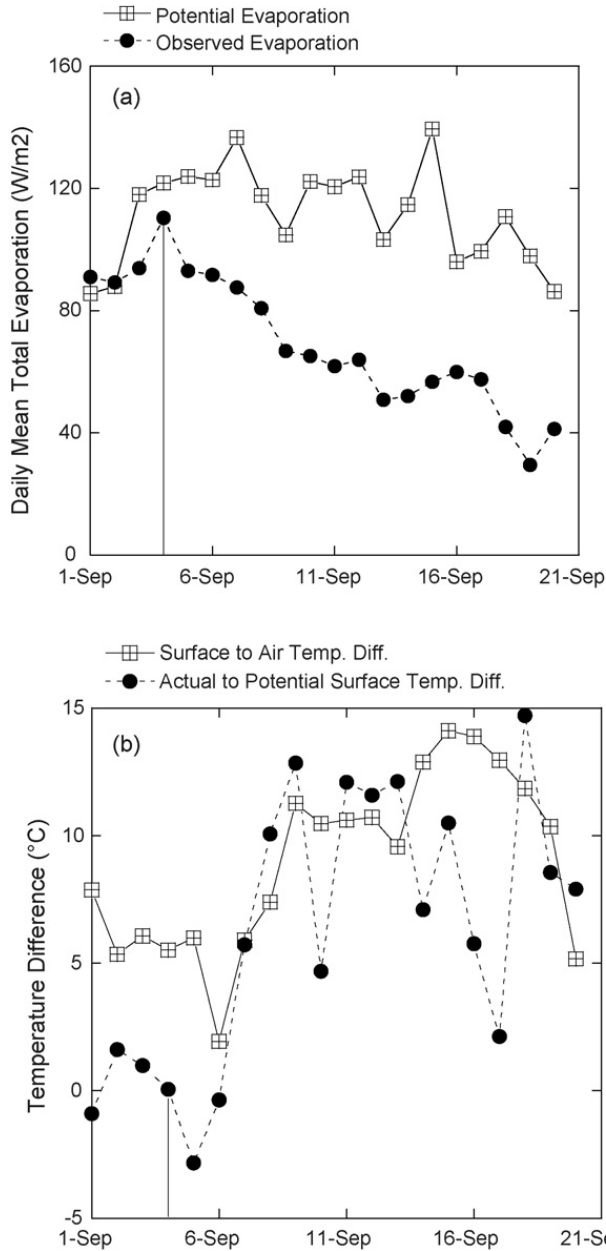 Potential Evaporation
Observed Evaporation
(a)
Daily Mean Total Evaporation (W/m2)
160
120
80
40
0
1-Sep 6-Sep 11-Sep 16-Sep 21-Sep
Surface to Air Temp. Diff.
Actual to Potential Surface Temp. Diff.
(b)
Temperature Difference (°C)
15
10
5
0
-5
1-Sep 6-Sep 11-Sep 16-Sep 21-Se